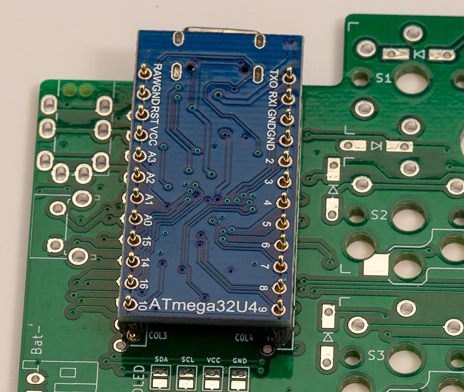 RAW GND RST VCC A3 A2 A1 A0 15 14 16 10
TXO RXI GND GND 2 3 4 5 6 7 8 9
ATmega32U4
S1
S2
S3
COL3
COL4
SDA SCL VCC GND
OLED
Bat-